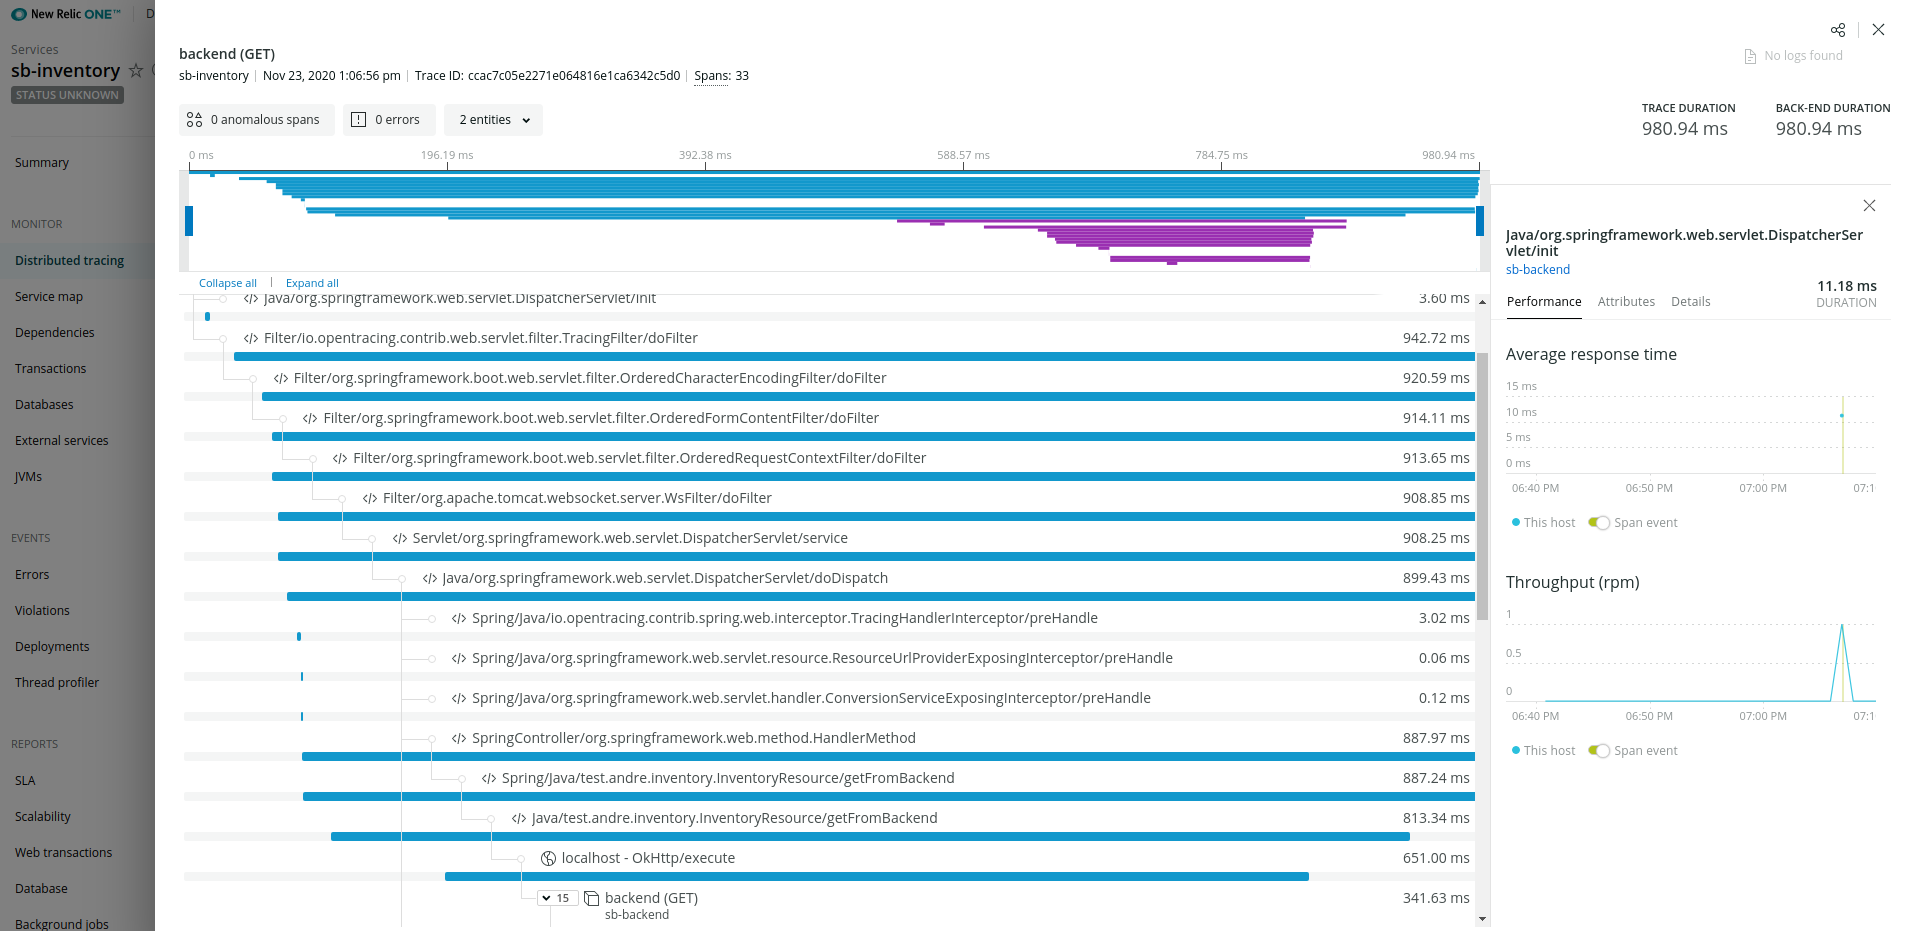 New Relic ONE™
D
Services
sb-inventory
STATUS UNKNOWN
Summary
MONITOR
Distributed tracing
Service map
Dependencies
Transactions
Databases
External services
JVMs
EVENTS
Errors
Violations
Deployments
Thread profiler
REPORTS
SLA
Scalability
Web transactions
Database
Background jobs
backend (GET)
sb-inventory | Nov 23, 2020 1:06:56 pm | Trace ID: ccac7c05e2271e064816e1ca6342c5d0 | Spans: 33
No logs found
0 anomalous spans
0 errors
2 entities
TRACE DURATION
980.94 ms
BACK-END DURATION
980.94 ms
0 ms 196.19 ms 392.38 ms 588.57 ms 784.75 ms 980.94 ms
Collapse all | Expand all
Java/org.springframework.web.servlet.DispatcherServlet/init 3.60 ms
Filter/io.opentracing.contrib.web.servlet.filter.TracingFilter/doFilter 942.72 ms
Filter/org.springframework.boot.web.servlet.filter.OrderedCharacterEncodingFilter/doFilter 920.59 ms
Filter/org.springframework.boot.web.servlet.filter.OrderedFormContentFilter/doFilter 914.11 ms
Filter/org.springframework.boot.web.servlet.filter.OrderedRequestContextFilter/doFilter 913.65 ms
Filter/org.apache.tomcat.websocket.server.WsFilter/doFilter 908.85 ms
Servlet/org.springframework.web.servlet.DispatcherServlet/service 908.25 ms
Java/org.springframework.web.servlet.DispatcherServlet/doDispatch 899.43 ms
Spring/Java/io.opentracing.contrib.spring.web.interceptor.TracingHandlerInterceptor/preHandle 3.02 ms
Spring/Java/org.springframework.web.servlet.resource.ResourceUrlProviderExposingInterceptor/preHandle 0.06 ms
Spring/Java/org.springframework.web.servlet.handler.ConversionServiceExposingInterceptor/preHandle 0.12 ms
SpringController/org.springframework.web.method.HandlerMethod 887.97 ms
Spring/Java/test.andre.inventory.InventoryResource/getFromBackend 887.24 ms
Java/test.andre.inventory.InventoryResource/getFromBackend 813.34 ms
localhost - OkHttp/execute 651.00 ms
15 backend (GET) 341.63 ms
sb-backend
Java/org.springframework.web.servlet.DispatcherSer
vlet/init
sb-backend
11.18 ms
DURATION
Performance Attributes Details
Average response time
15 ms
10 ms
5 ms
0 ms
06:40 PM 06:50 PM 07:00 PM 07:1
This host Span event
Throughput (rpm)
1
0.5
0
06:40 PM 06:50 PM 07:00 PM 07:1
This host Span event